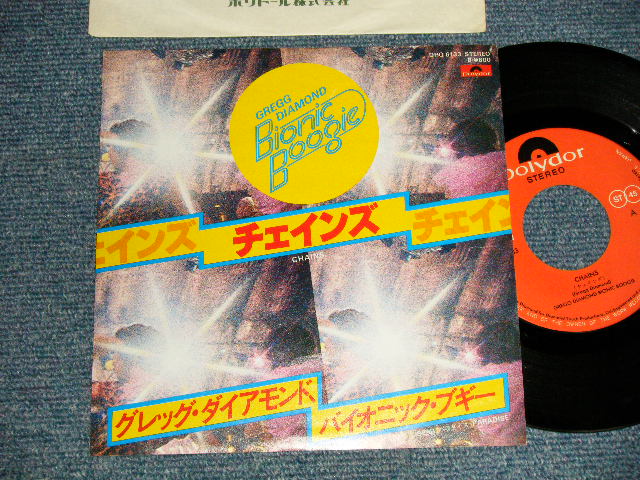 ポリドール株式会社
DPQ 6133 STEREO
¥600
polydor
GREGG
DIAMOND
Bionic
Boogie
ェインズ
チェインズ
チェイン
CHAINS
グレッグ・ダイアモンド
バイオニック・ブギー
PARADISE
polydor
STEREO
ST
45
A
CHAINS
(Gregg Diamond)
GREGG DIAMOND BIONIC BOOGIE